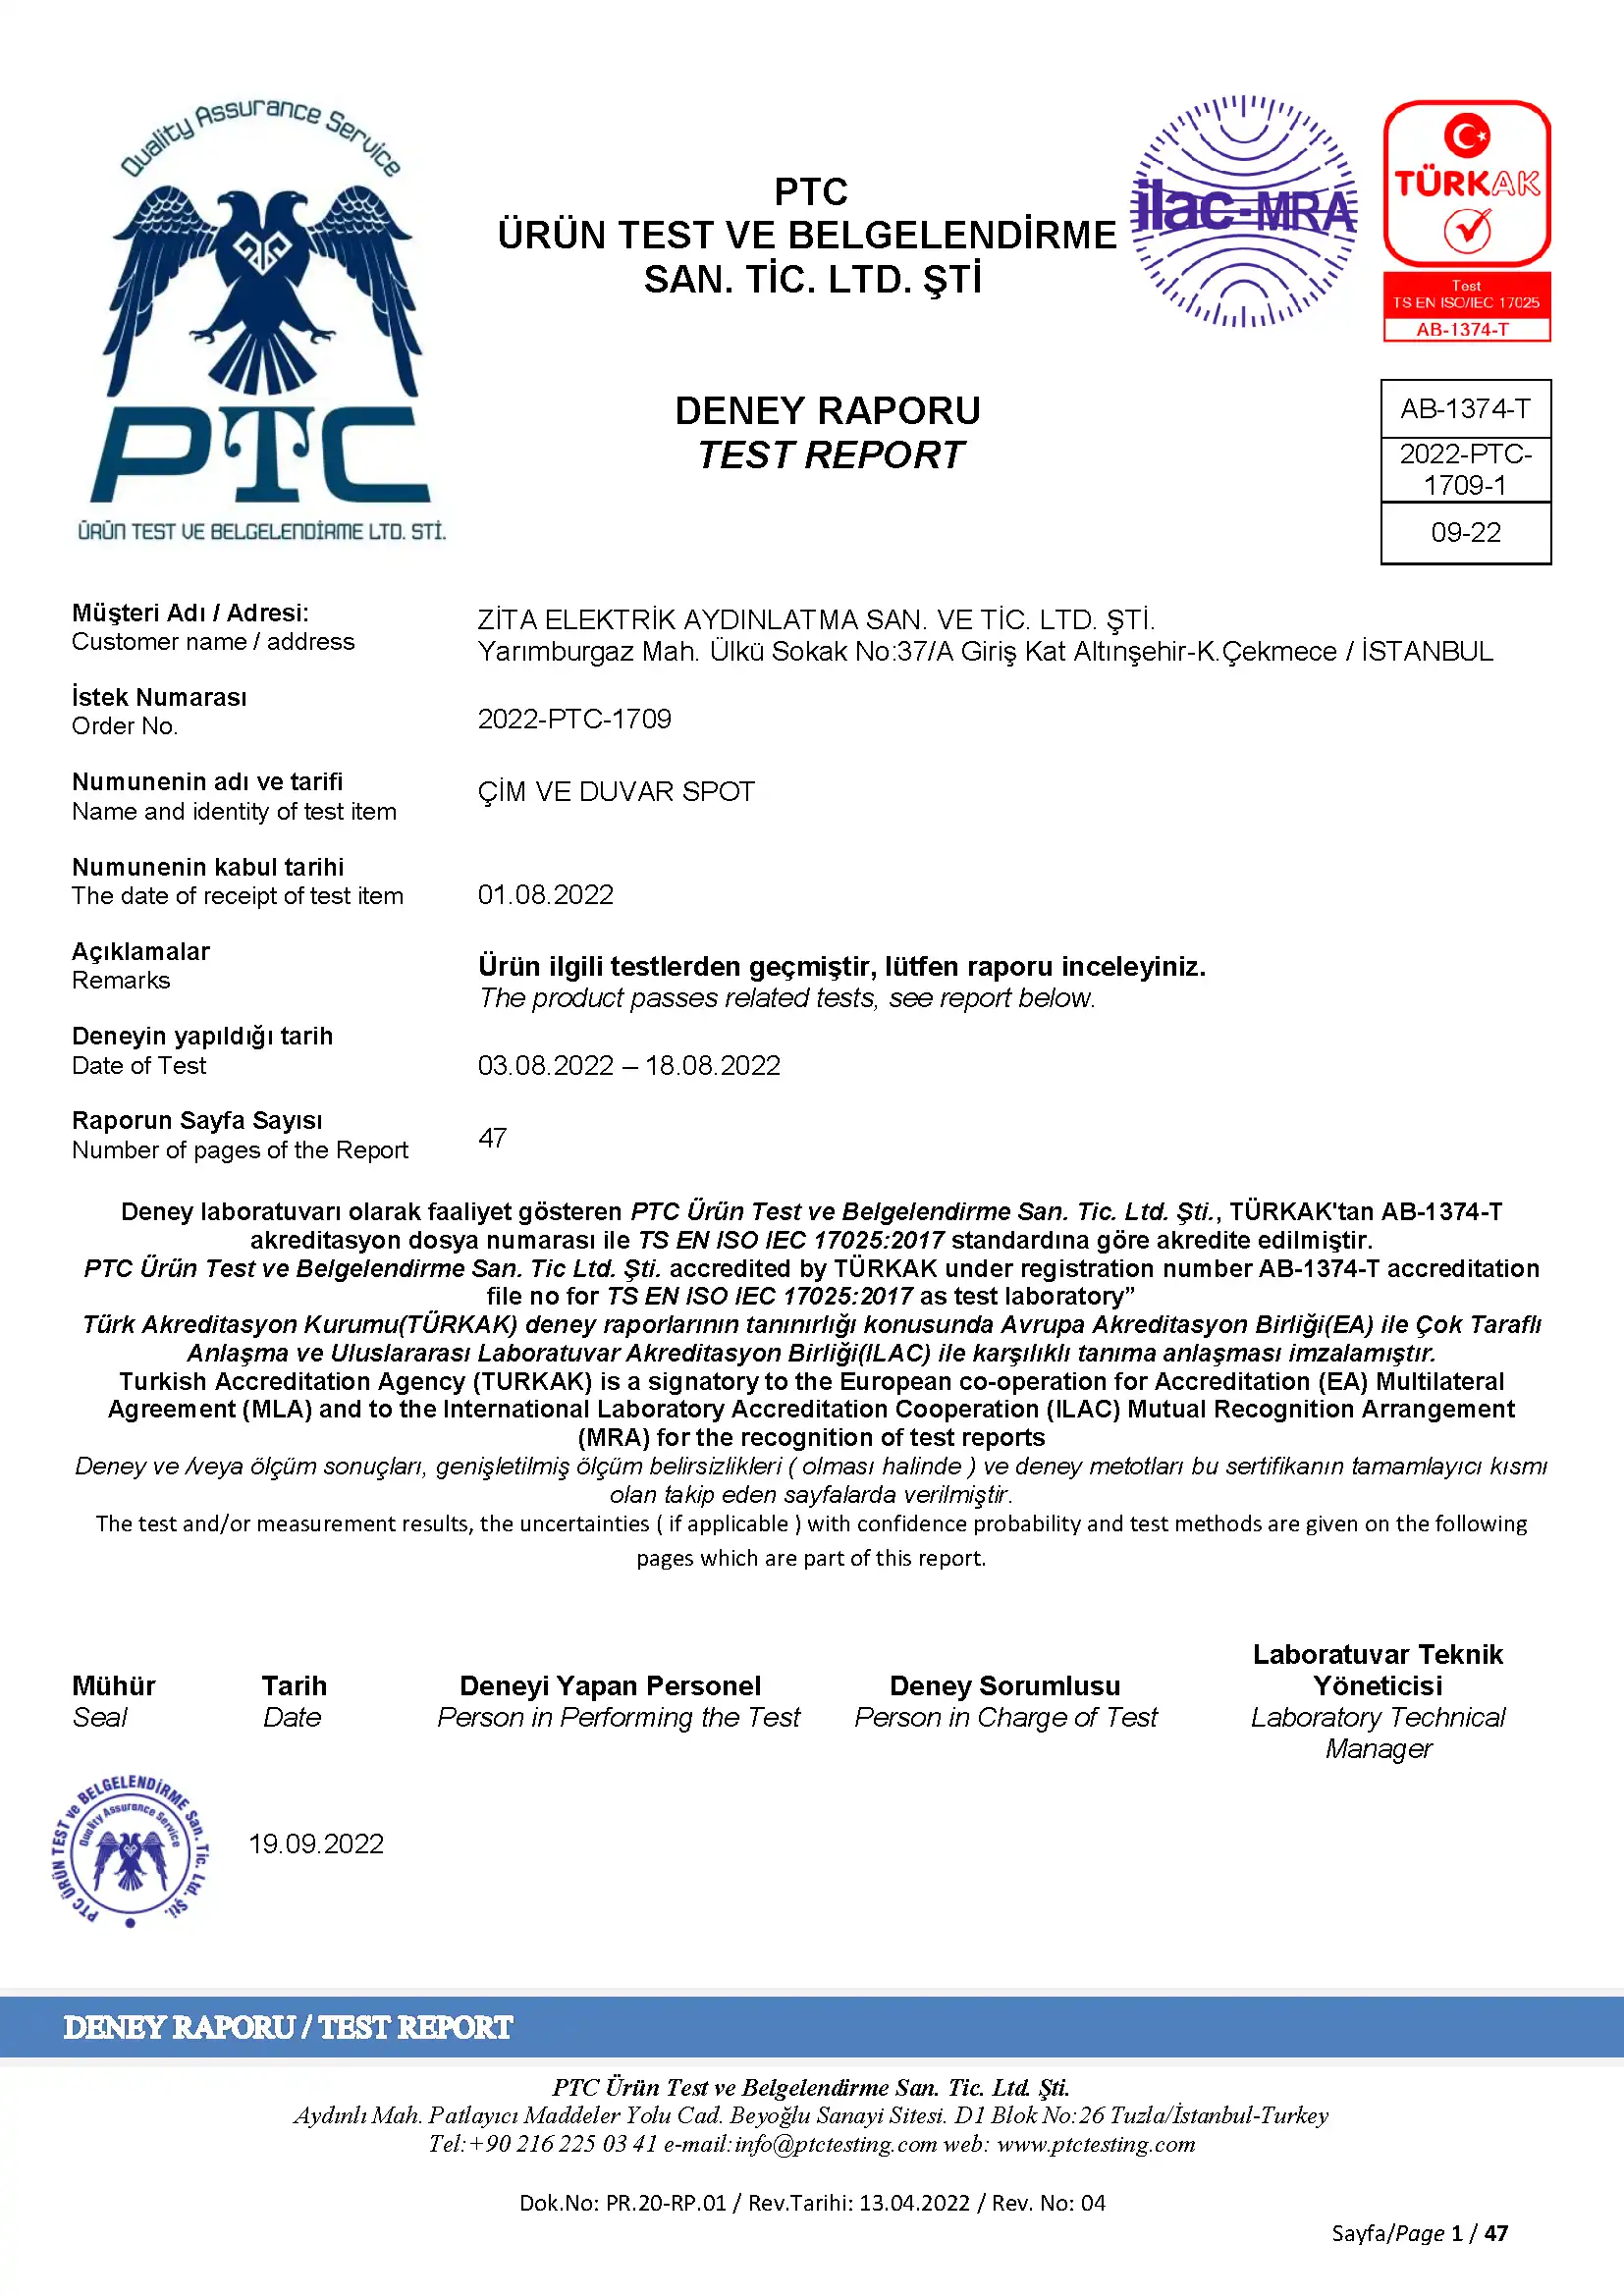 Quality Assurance Service
PTC
ÜRÜN TEST VE BELGELENDİRME LTD. STİ.
PTC
ÜRÜN TEST VE BELGELENDİRME
SAN. TİC. LTD. ŞTİ
ilac-MRA
TÜRKAK
Test
TS EN ISO/IEC 17025
AB-1374-T
DENEY RAPORU
TEST REPORT
AB-1374-T
2022-PTC-
1709-1
09-22
Müşteri Adı / Adresi:
Customer name / address
ZİTA ELEKTRİK AYDINLATMA SAN. VE TİC. LTD. ŞTİ.
Yarımburgaz Mah. Ülkü Sokak No:37/A Giriş Kat Altınşehir-K.Çekmece / İSTANBUL
İstek Numarası
Order No.
2022-PTC-1709
Numunenin adı ve tarifi
Name and identity of test item
ÇİM VE DUVAR SPOT
Numunenin kabul tarihi
The date of receipt of test item
01.08.2022
Açıklamalar
Remarks
Ürün ilgili testlerden geçmiştir, lütfen raporu inceleyiniz.
The product passes related tests, see report below.
Deneyin yapıldığı tarih
Date of Test
03.08.2022 – 18.08.2022
Raporun Sayfa Sayısı
Number of pages of the Report
47
Deney laboratuvarı olarak faaliyet gösteren PTC Ürün Test ve Belgelendirme San. Tic. Ltd. Şti., TÜRKAK'tan AB-1374-T
akreditasyon dosya numarası ile TS EN ISO IEC 17025:2017 standardına göre akredite edilmiştir.
PTC Ürün Test ve Belgelendirme San. Tic Ltd. Şti. accredited by TÜRKAK under registration number AB-1374-T accreditation
file no for TS EN ISO IEC 17025:2017 as test laboratory”
Türk Akreditasyon Kurumu(TÜRKAK) deney raporlarının tanınırlığı konusunda Avrupa Akreditasyon Birliği(EA) ile Çok Taraflı
Anlaşma ve Uluslararası Laboratuvar Akreditasyon Birliği(ILAC) ile karşılıklı tanıma anlaşması imzalamıştır.
Turkish Accreditation Agency (TURKAK) is a signatory to the European co-operation for Accreditation (EA) Multilateral
Agreement (MLA) and to the International Laboratory Accreditation Cooperation (ILAC) Mutual Recognition Arrangement
(MRA) for the recognition of test reports
Deney ve /veya ölçüm sonuçları, genişletilmiş ölçüm belirsizlikleri ( olması halinde ) ve deney metotları bu sertifikanın tamamlayıcı kısmı
olan takip eden sayfalarda verilmiştir.
The test and/or measurement results, the uncertainties ( if applicable ) with confidence probability and test methods are given on the following
pages which are part of this report.
Mühür
Seal
Tarih
Date
Deneyi Yapan Personel
Person in Performing the Test
Deney Sorumlusu
Person in Charge of Test
Laboratuvar Teknik
Yöneticisi
Laboratory Technical
Manager
PTC ÜRÜN TEST ve BELGELENDİRME San. Tic. Ltd. Şti.
Quality Assurance Service
19.09.2022
DENEY RAPORU / TEST REPORT
PTC Ürün Test ve Belgelendirme San. Tic. Ltd. Şti.
Aydınlı Mah. Patlayıcı Maddeler Yolu Cad. Beyoğlu Sanayi Sitesi. D1 Blok No:26 Tuzla/İstanbul-Turkey
Tel:+90 216 225 03 41 e-mail:info@ptctesting.com web: www.ptctesting.com
Dok.No: PR.20-RP.01 / Rev.Tarihi: 13.04.2022 / Rev. No: 04
Sayfa/Page 1 / 47